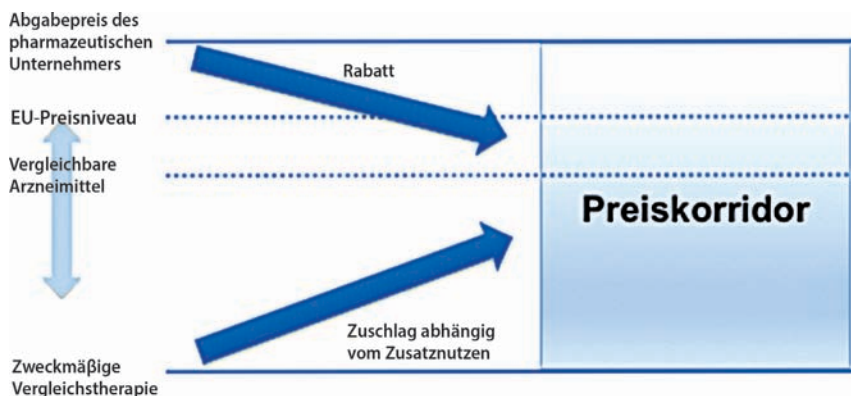 Abgabepreis des
pharmazeutischen
Unternehmers
Rabatt
EU-Preisniveau
Vergleichbare
Arzneimittel
Preiskorridor
Zuschlag abhängig
vom Zusatznutzen
Zweckmäßige
Vergleichstherapie